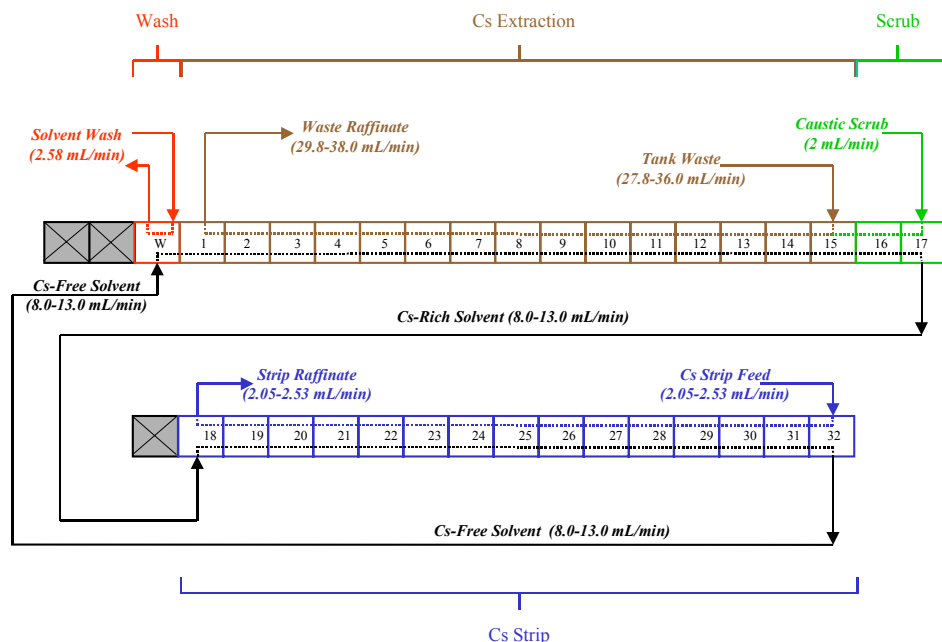 Wash
Cs Extraction
Scrub
Solvent Wash
(2.58 mL/min)
Waste Raffinate
(29.8-38.0 mL/min)
Tank Waste
(27.8-36.0 mL/min)
Caustic Scrub
(2 mL/min)
W 1 2 3 4 5 6 7 8 9 10 11 12 13 14 15 16 17
Cs-Free Solvent
(8.0-13.0 mL/min)
Cs-Rich Solvent (8.0-13.0 mL/min)
Strip Raffinate
(2.05-2.53 mL/min)
Cs Strip Feed
(2.05-2.53 mL/min)
18 19 20 21 22 23 24 25 26 27 28 29 30 31 32
Cs-Free Solvent (8.0-13.0 mL/min)
Cs Strip